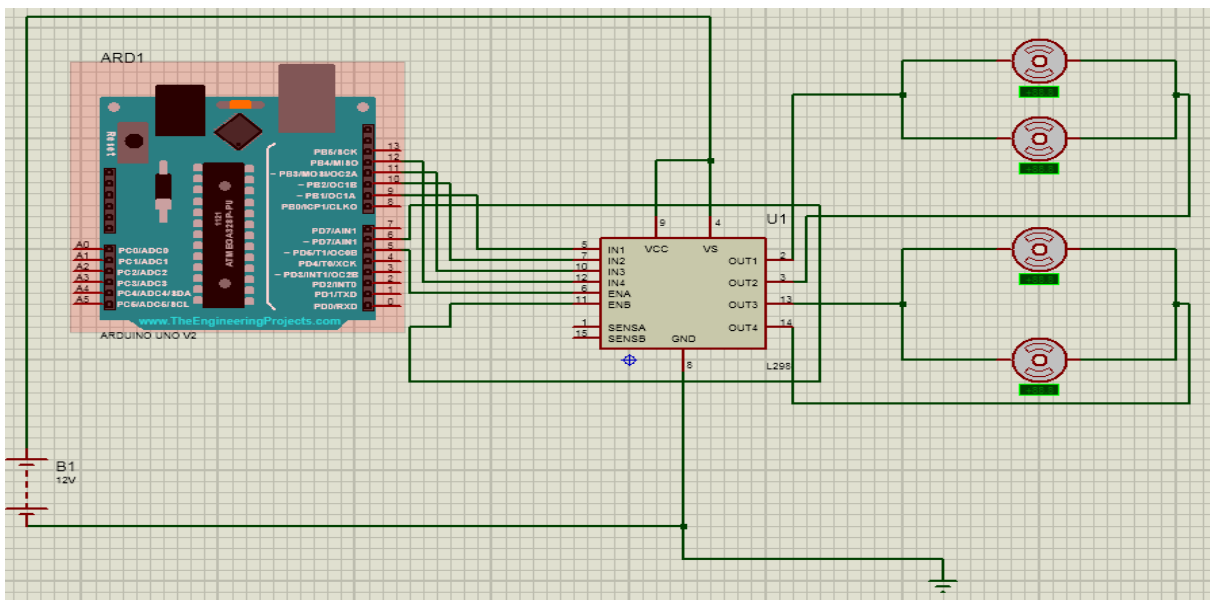 ARD1
Reset
ATMEGA328P-PU
1121
PB5/SCK 13
PB4/MISO 12
~ PB3/MOSI/OC2A 11
~ PB2/OC1B 10
~ PB1/OC1A 9
PB0/ICP1/CLKO 8
PD7/AIN1 7
~ PD7/AIN1 6
~ PD5/T1/OC0B 5
PD4/T0/XCK 4
~ PD3/INT1/OC2B 3
PD2/INT0 2
PD1/TXD 1
PD0/RXD 0
A0 PC0/ADC0
A1 PC1/ADC1
A2 PC2/ADC2
A3 PC3/ADC3
A4 PC4/ADC4/SDA
A5 PC5/ADC5/SCL
www.TheEngineeringProjects.com
ARDUINO UNO V2
B1
12V
U1
9 4
VCC VS
5 IN1 OUT1 2
7 IN2
10 IN3 OUT2 3
12 IN4
6 ENA OUT3 13
11 ENB
1 SENSA OUT4 14
15 SENSB
GND
8
L298